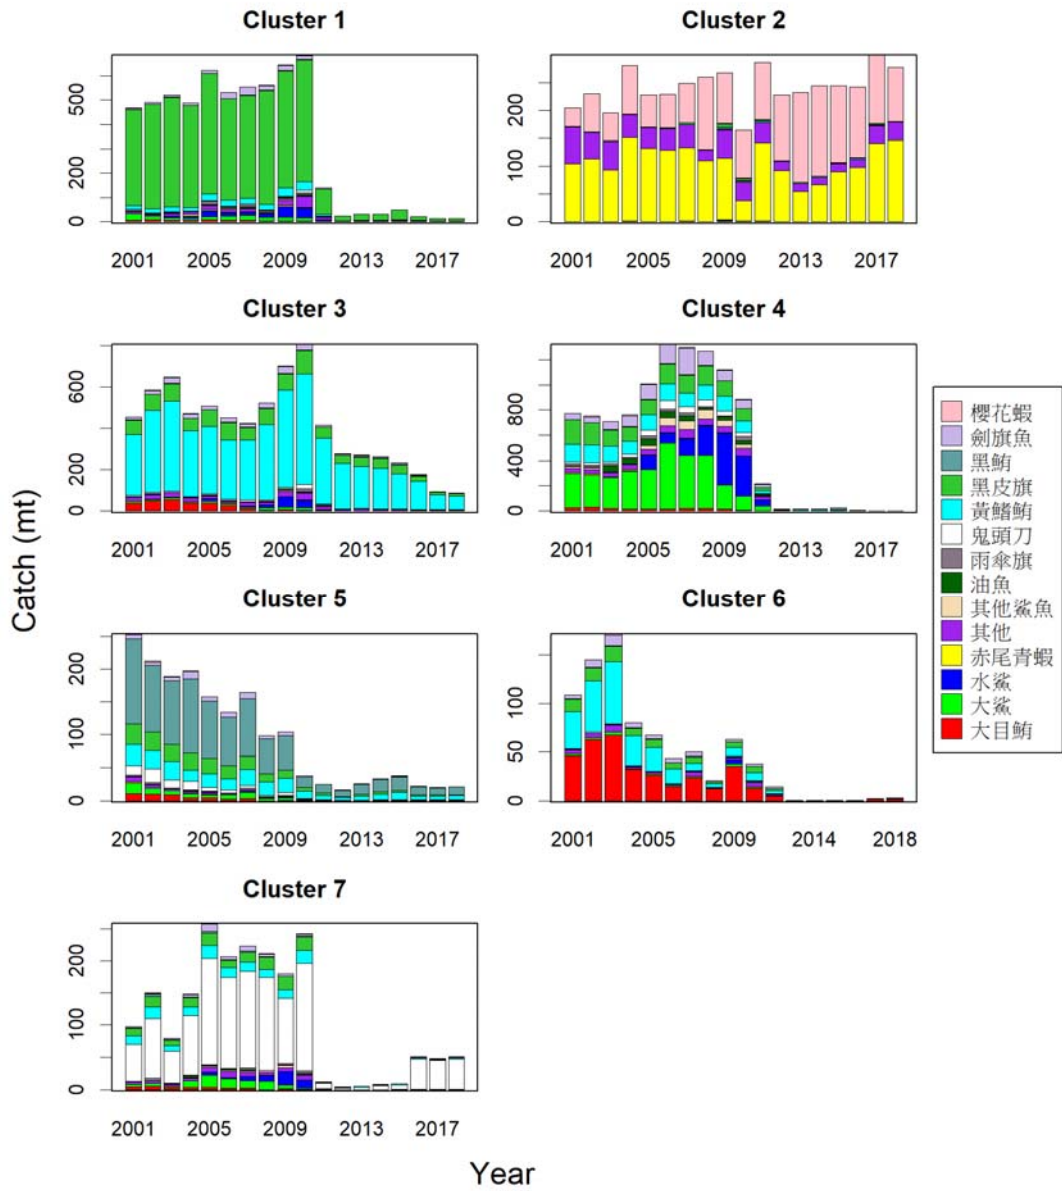 Cluster 1
Cluster 2
0 200 500
0 100 200
2001 2005 2009 2013 2017
2001 2005 2009 2013 2017
Cluster 3
Cluster 4
0 200 600
0 400 800
2001 2005 2009 2013 2017
2001 2005 2009 2013 2017
Cluster 5
Cluster 6
0 100 200
0 50 100
2001 2005 2009 2013 2017
2001 2005 2009 2014 2018
Cluster 7
0 100 200
2001 2005 2009 2013 2017
Catch (mt)
Year
櫻花蝦
劍旗魚
黑鮪
黑皮旗
黃鰭鮪
鬼頭刀
雨傘旗
油魚
其他鯊魚
其他
赤尾青蝦
水鯊
大鯊
大目鮪